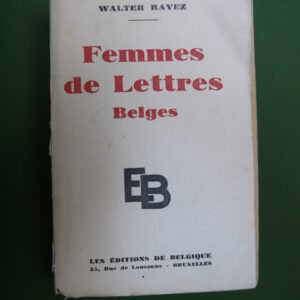 WALTER RAVEZ
Femmes
de Lettres
Belges
EB
LES ÉDITIONS DE BELGIQUE
35, Rue de Lausanne - BRUXELLES